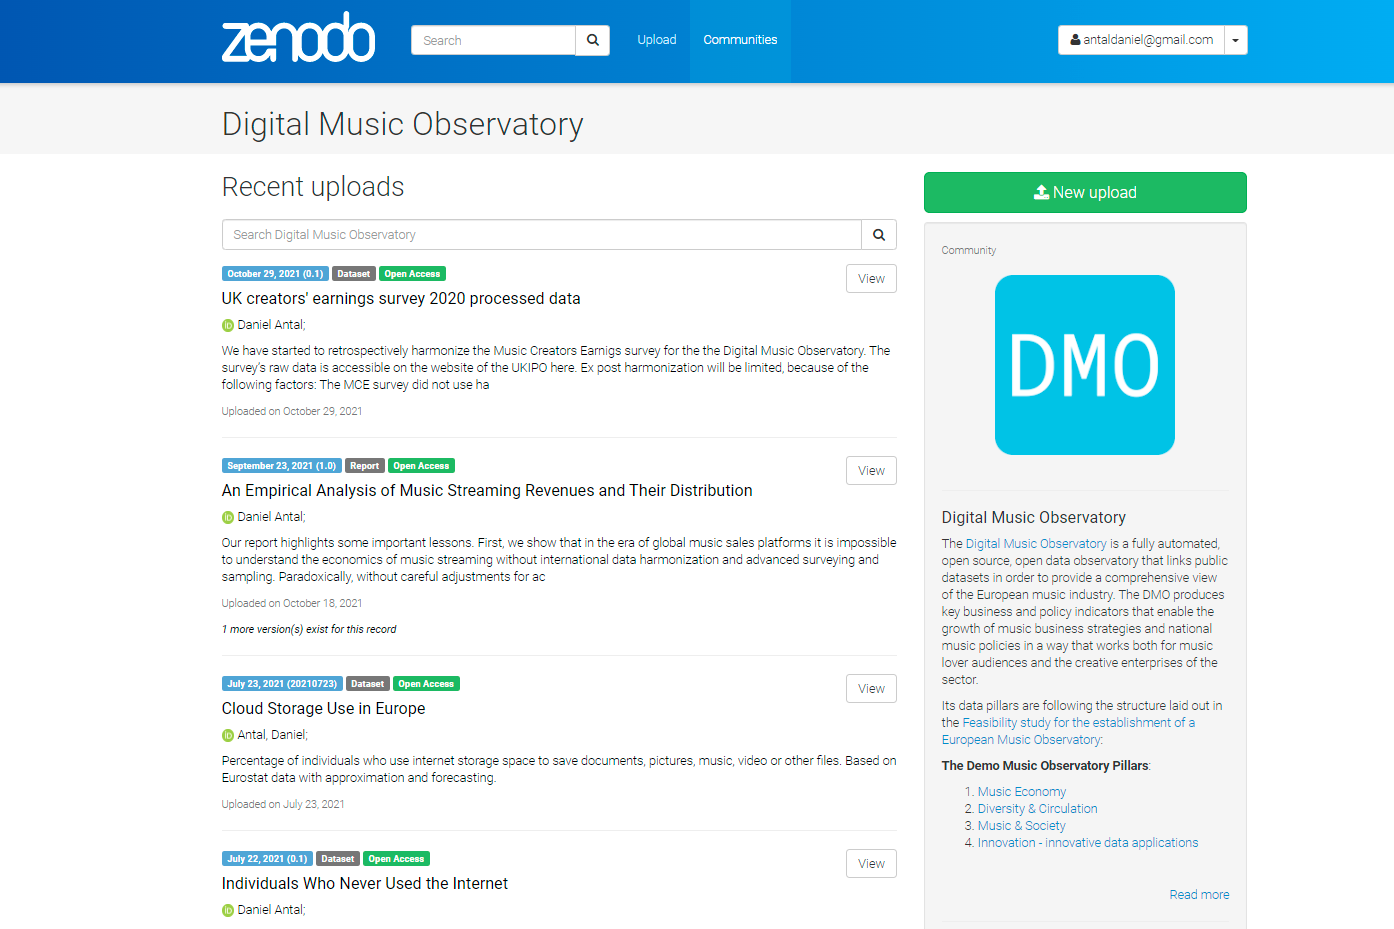 zenodo
Search
Upload
Communities
antaldaniel@gmail.com
Digital Music Observatory
Recent uploads
Search Digital Music Observatory
October 29, 2021 (0.1) Dataset Open Access
View
UK creators' earnings survey 2020 processed data
iD Daniel Antal;
We have started to retrospectively harmonize the Music Creators Earnigs survey for the the Digital Music Observatory. The
survey's raw data is accessible on the website of the UKIPO here. Ex post harmonization will be limited, because of the
following factors: The MCE survey did not use ha
Uploaded on October 29, 2021
September 23, 2021 (1.0) Report Open Access
View
An Empirical Analysis of Music Streaming Revenues and Their Distribution
iD Daniel Antal;
Our report highlights some important lessons. First, we show that in the era of global music sales platforms it is impossible
to understand the economics of music streaming without international data harmonization and advanced surveying and
sampling. Paradoxically, without careful adjustments for ac
Uploaded on October 18, 2021
1 more version(s) exist for this record
July 23, 2021 (20210723) Dataset Open Access
View
Cloud Storage Use in Europe
iD Antal, Daniel;
Percentage of individuals who use internet storage space to save documents, pictures, music, video or other files. Based on
Eurostat data with approximation and forecasting.
Uploaded on July 23, 2021
July 22, 2021 (0.1) Dataset Open Access
View
Individuals Who Never Used the Internet
iD Daniel Antal;
New upload
Community
DMO
Digital Music Observatory
The Digital Music Observatory is a fully automated,
open source, open data observatory that links public
datasets in order to provide a comprehensive view
of the European music industry. The DMO produces
key business and policy indicators that enable the
growth of music business strategies and national
music policies in a way that works both for music
lover audiences and the creative enterprises of the
sector.
Its data pillars are following the structure laid out in
the Feasibility study for the establishment of a
European Music Observatory:
The Demo Music Observatory Pillars:
1. Music Economy
2. Diversity & Circulation
3. Music & Society
4. Innovation - innovative data applications
Read more